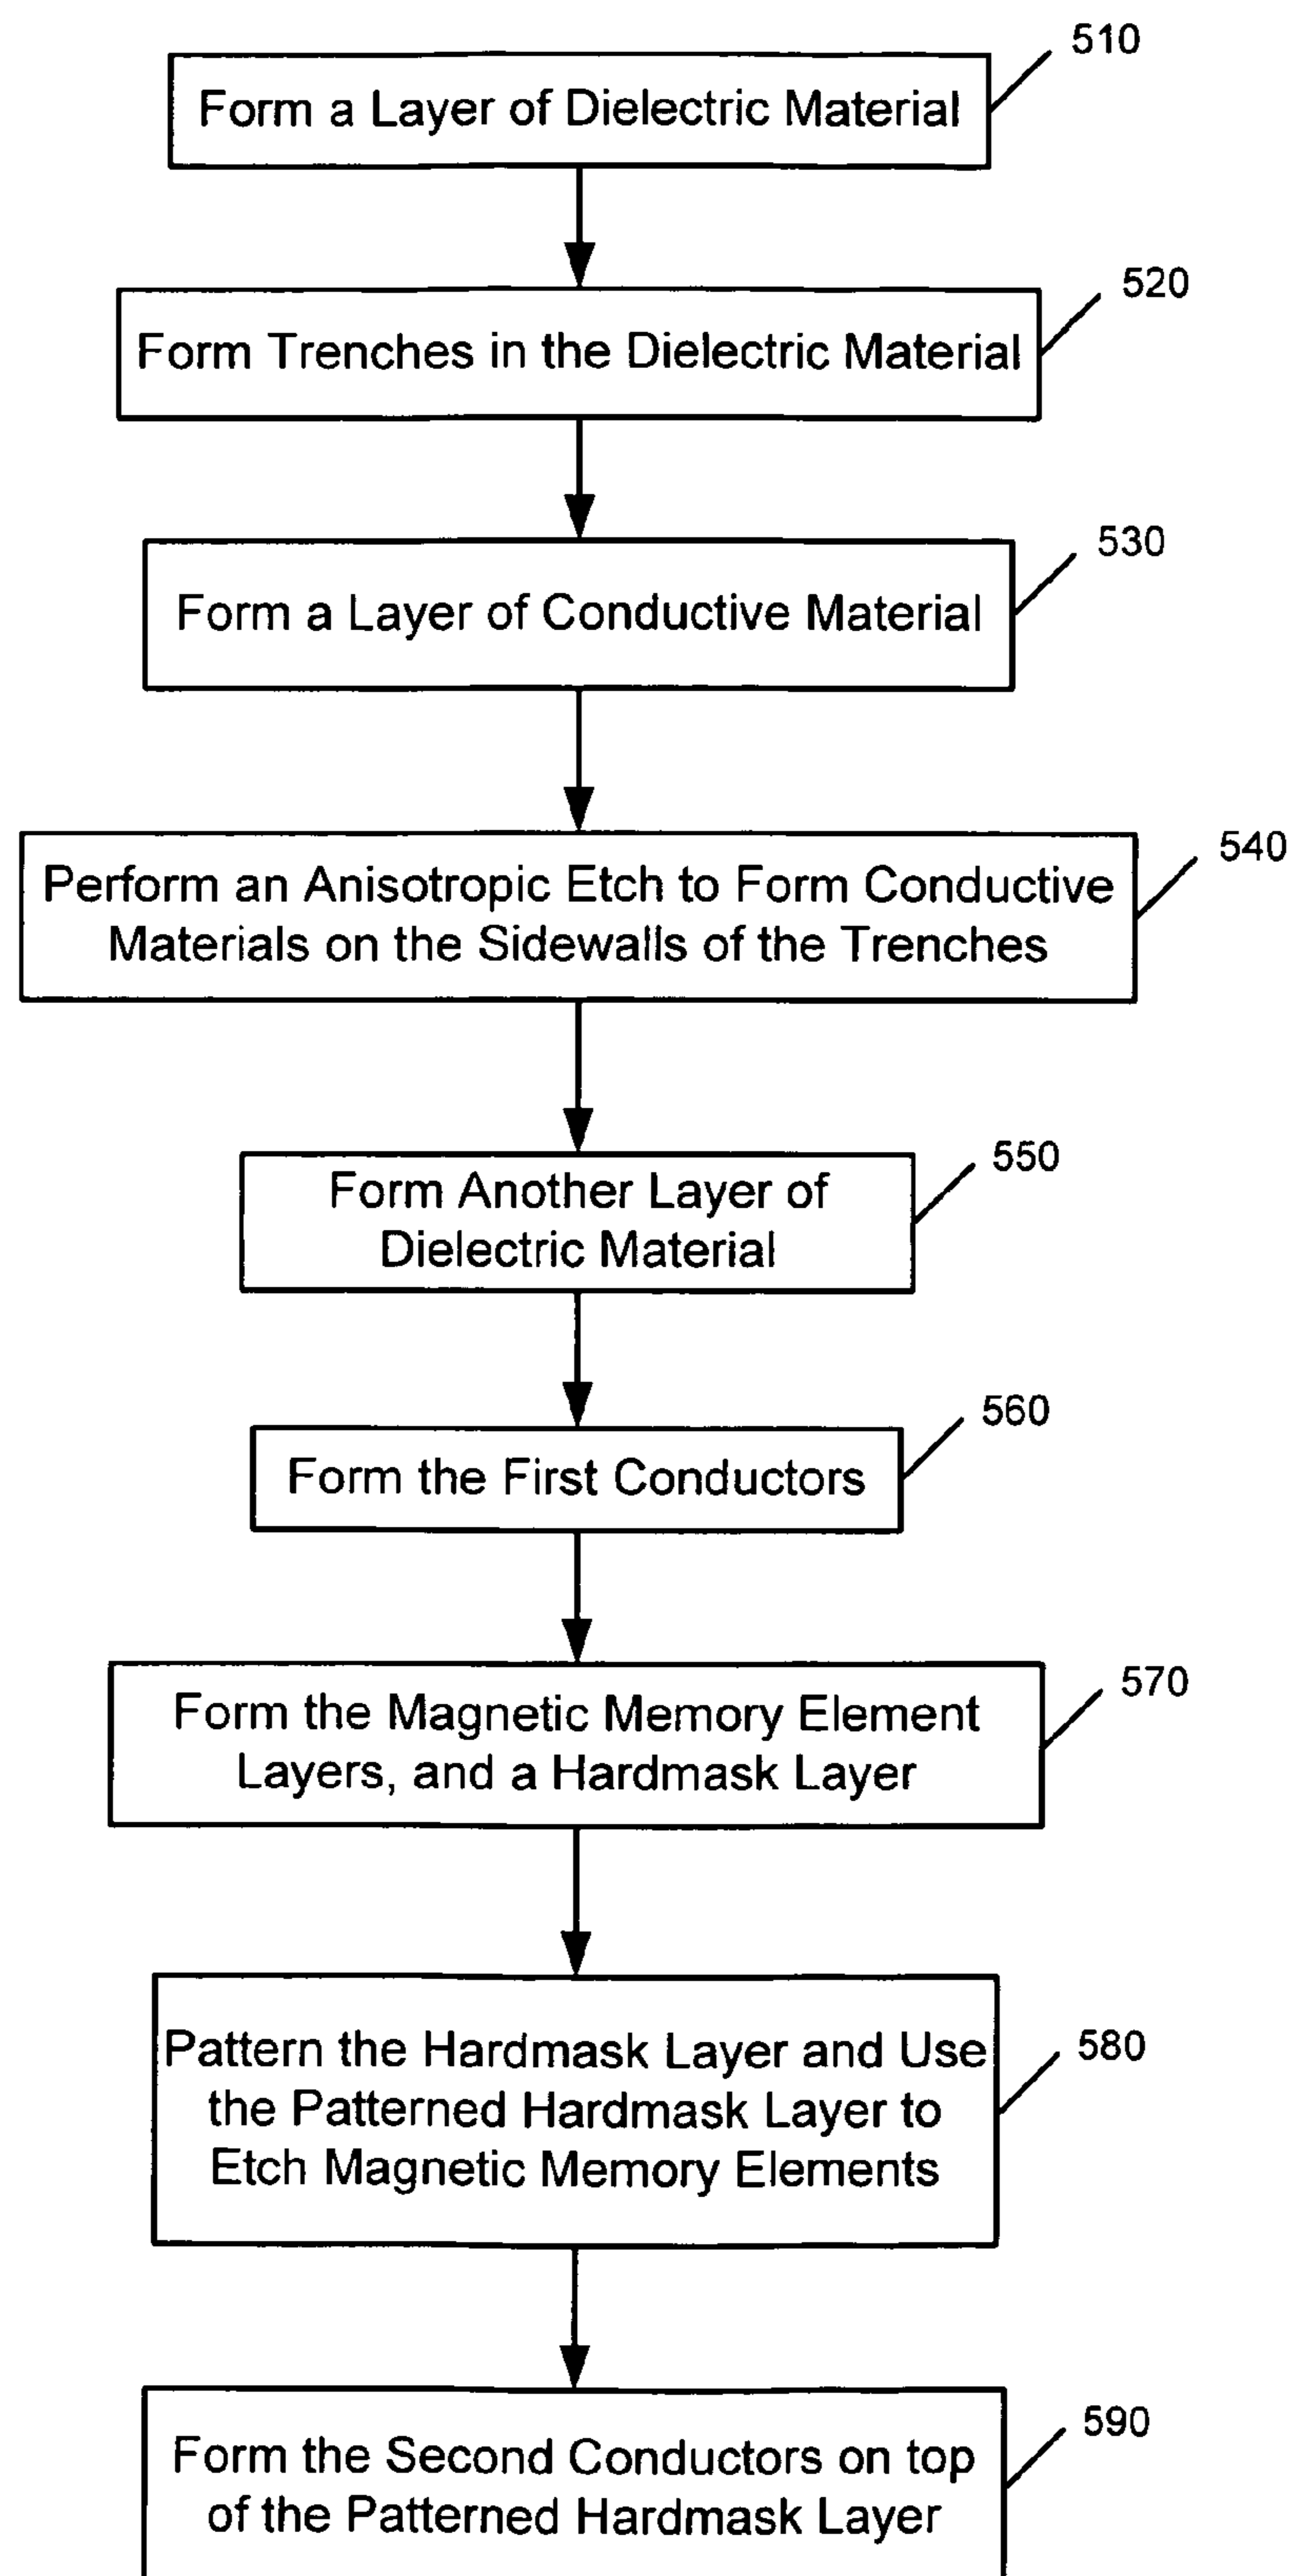 510
Form a Layer of Dielectric Material
520
Form Trenches in the Dielectric Material
530
Form a Layer of Conductive Material
540
Perform an Anisotropic Etch to Form Conductive
Materials on the Sidewalls of the Trenches
550
Form Another Layer of
Dielectric Material
560
Form the First Conductors
570
Form the Magnetic Memory Element
Layers, and a Hardmask Layer
580
Pattern the Hardmask Layer and Use
the Patterned Hardmask Layer to
Etch Magnetic Memory Elements
590
Form the Second Conductors on top
of the Patterned Hardmask Layer